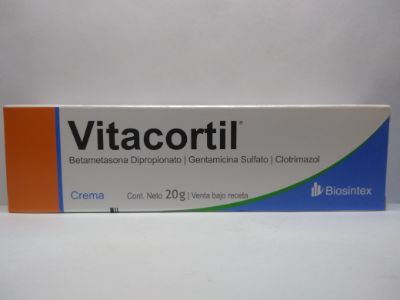 Vitacortil®
Betametasona Dipropionato | Gentamicina Sulfato | Clotrimazol
Crema
Cont. Neto 20g | Venta bajo receta
Biosintex